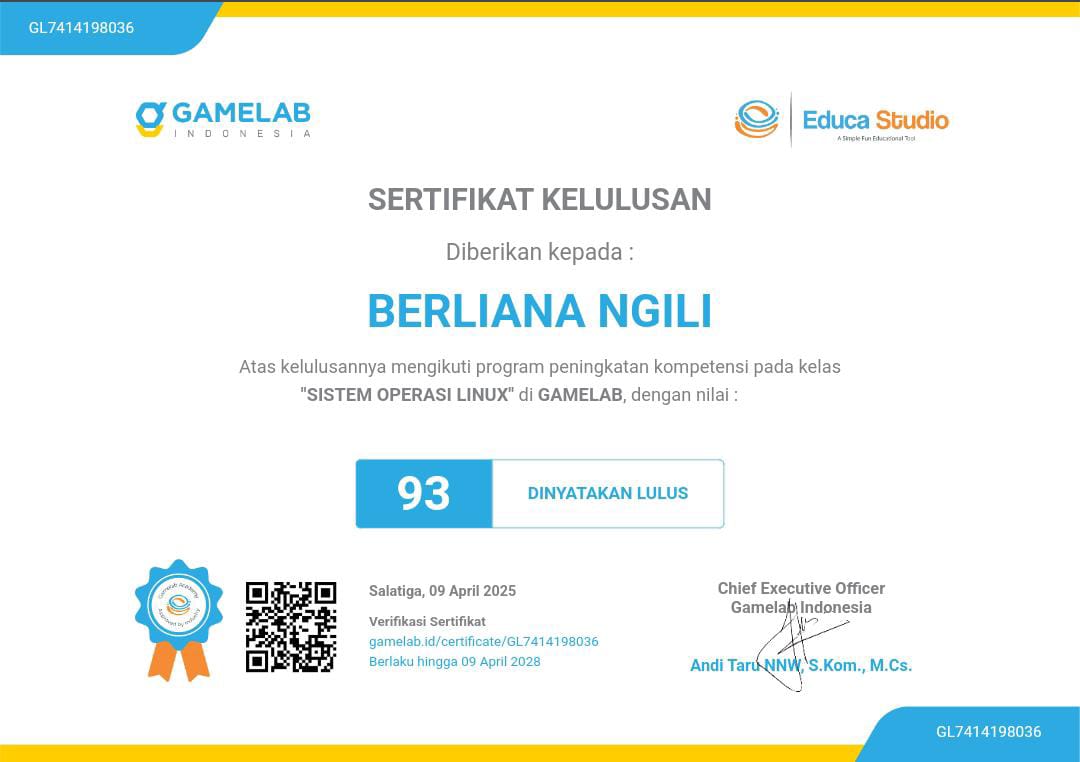 GL7414198036
GAMELAB
INDONESIA
Educa Studio
A Simple Fun Educational Tool
SERTIFIKAT KELULUSAN
Diberikan kepada :
BERLIANA NGILI
Atas kelulusannya mengikuti program peningkatan kompetensi pada kelas
"SISTEM OPERASI LINUX" di GAMELAB, dengan nilai :
93
DINYATAKAN LULUS
Gamelab Academy
Approved by Industry
Salatiga, 09 April 2025
Verifikasi Sertifikat
gamelab.id/certificate/GL7414198036
Berlaku hingga 09 April 2028
Chief Executive Officer
Gamelab Indonesia
Andi Taru NNW, S.Kom., M.Cs.
GL7414198036